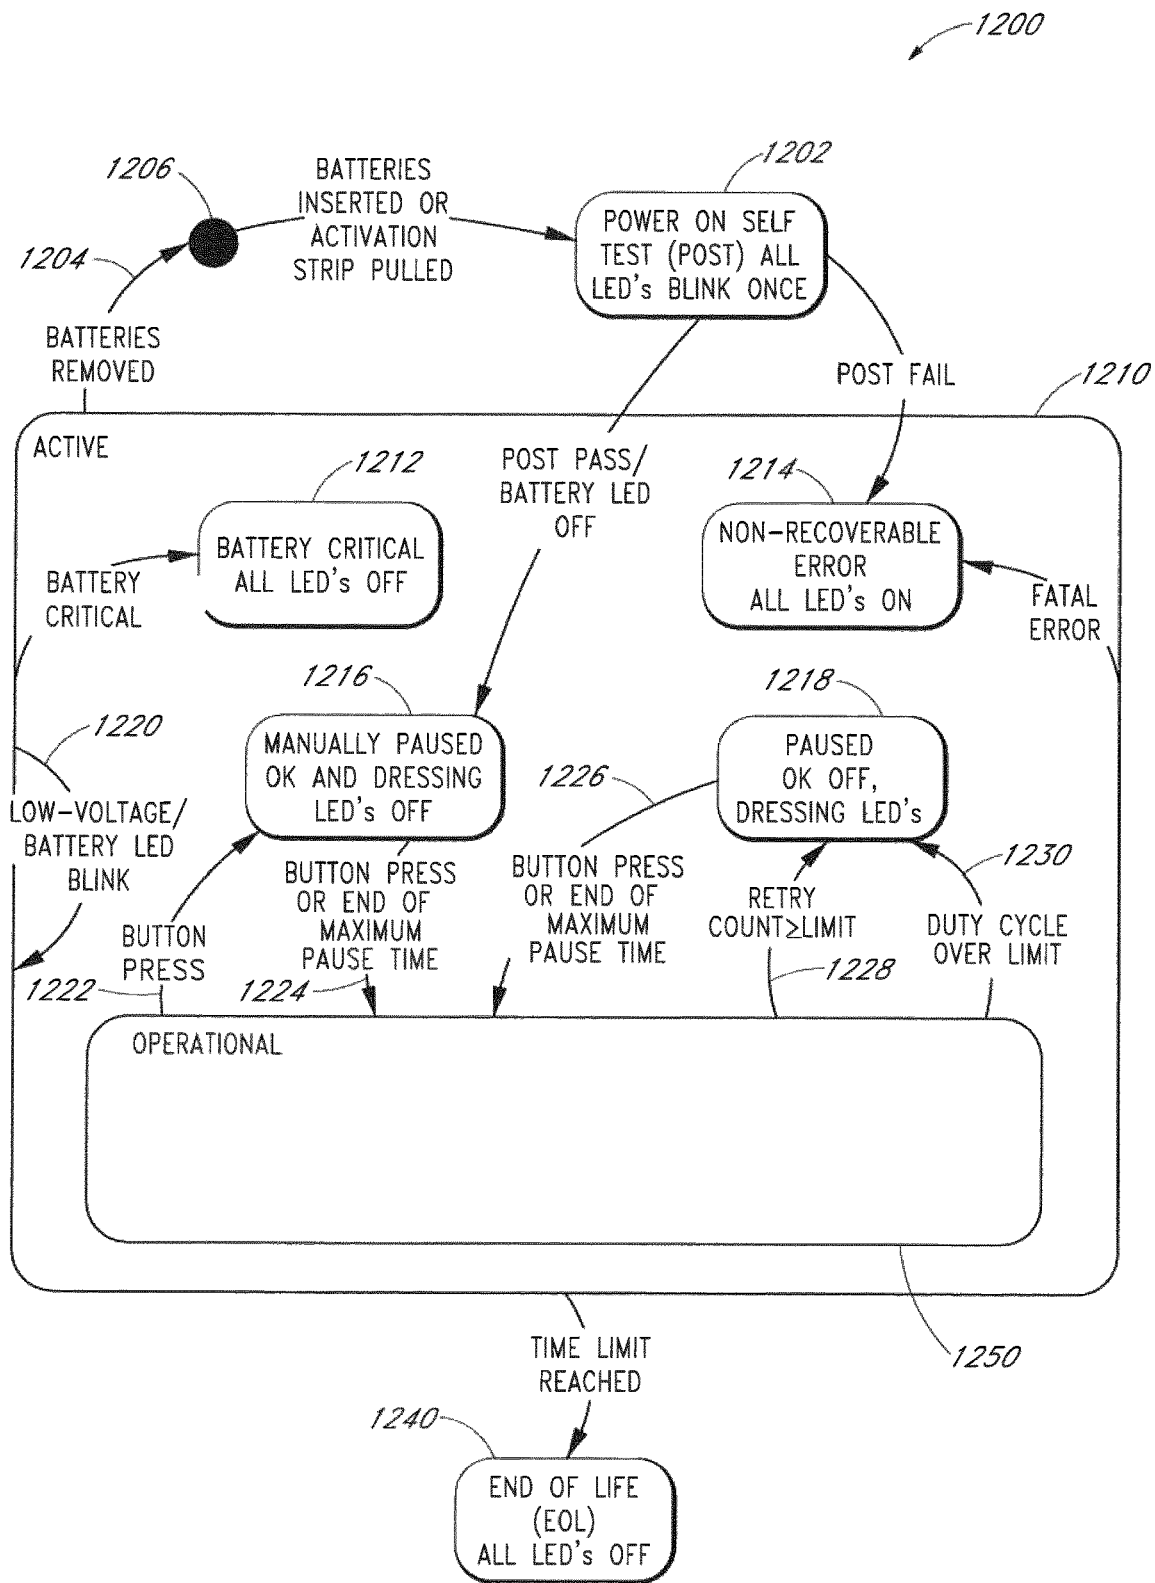 1200
1206
BATTERIES
INSERTED OR
ACTIVATION
STRIP PULLED
1202
POWER ON SELF
TEST (POST) ALL
LED's BLINK ONCE
1204
BATTERIES
REMOVED
POST FAIL
1210
ACTIVE
1212
BATTERY CRITICAL
ALL LED's OFF
POST PASS/
BATTERY LED
OFF
1214
NON-RECOVERABLE
ERROR
ALL LED's ON
BATTERY
CRITICAL
FATAL
ERROR
1216
MANUALLY PAUSED
OK AND DRESSING
LED's OFF
1218
PAUSED
OK OFF,
DRESSING LED's
1220
LOW-VOLTAGE/
BATTERY LED
BLINK
1226
1230
BUTTON
PRESS
1222
BUTTON PRESS
OR END OF
MAXIMUM
PAUSE TIME
1224
BUTTON PRESS
OR END OF
MAXIMUM
PAUSE TIME
RETRY
COUNT≥LIMIT
1228
DUTY CYCLE
OVER LIMIT
OPERATIONAL
1250
TIME LIMIT
REACHED
1240
END OF LIFE
(EOL)
ALL LED's OFF